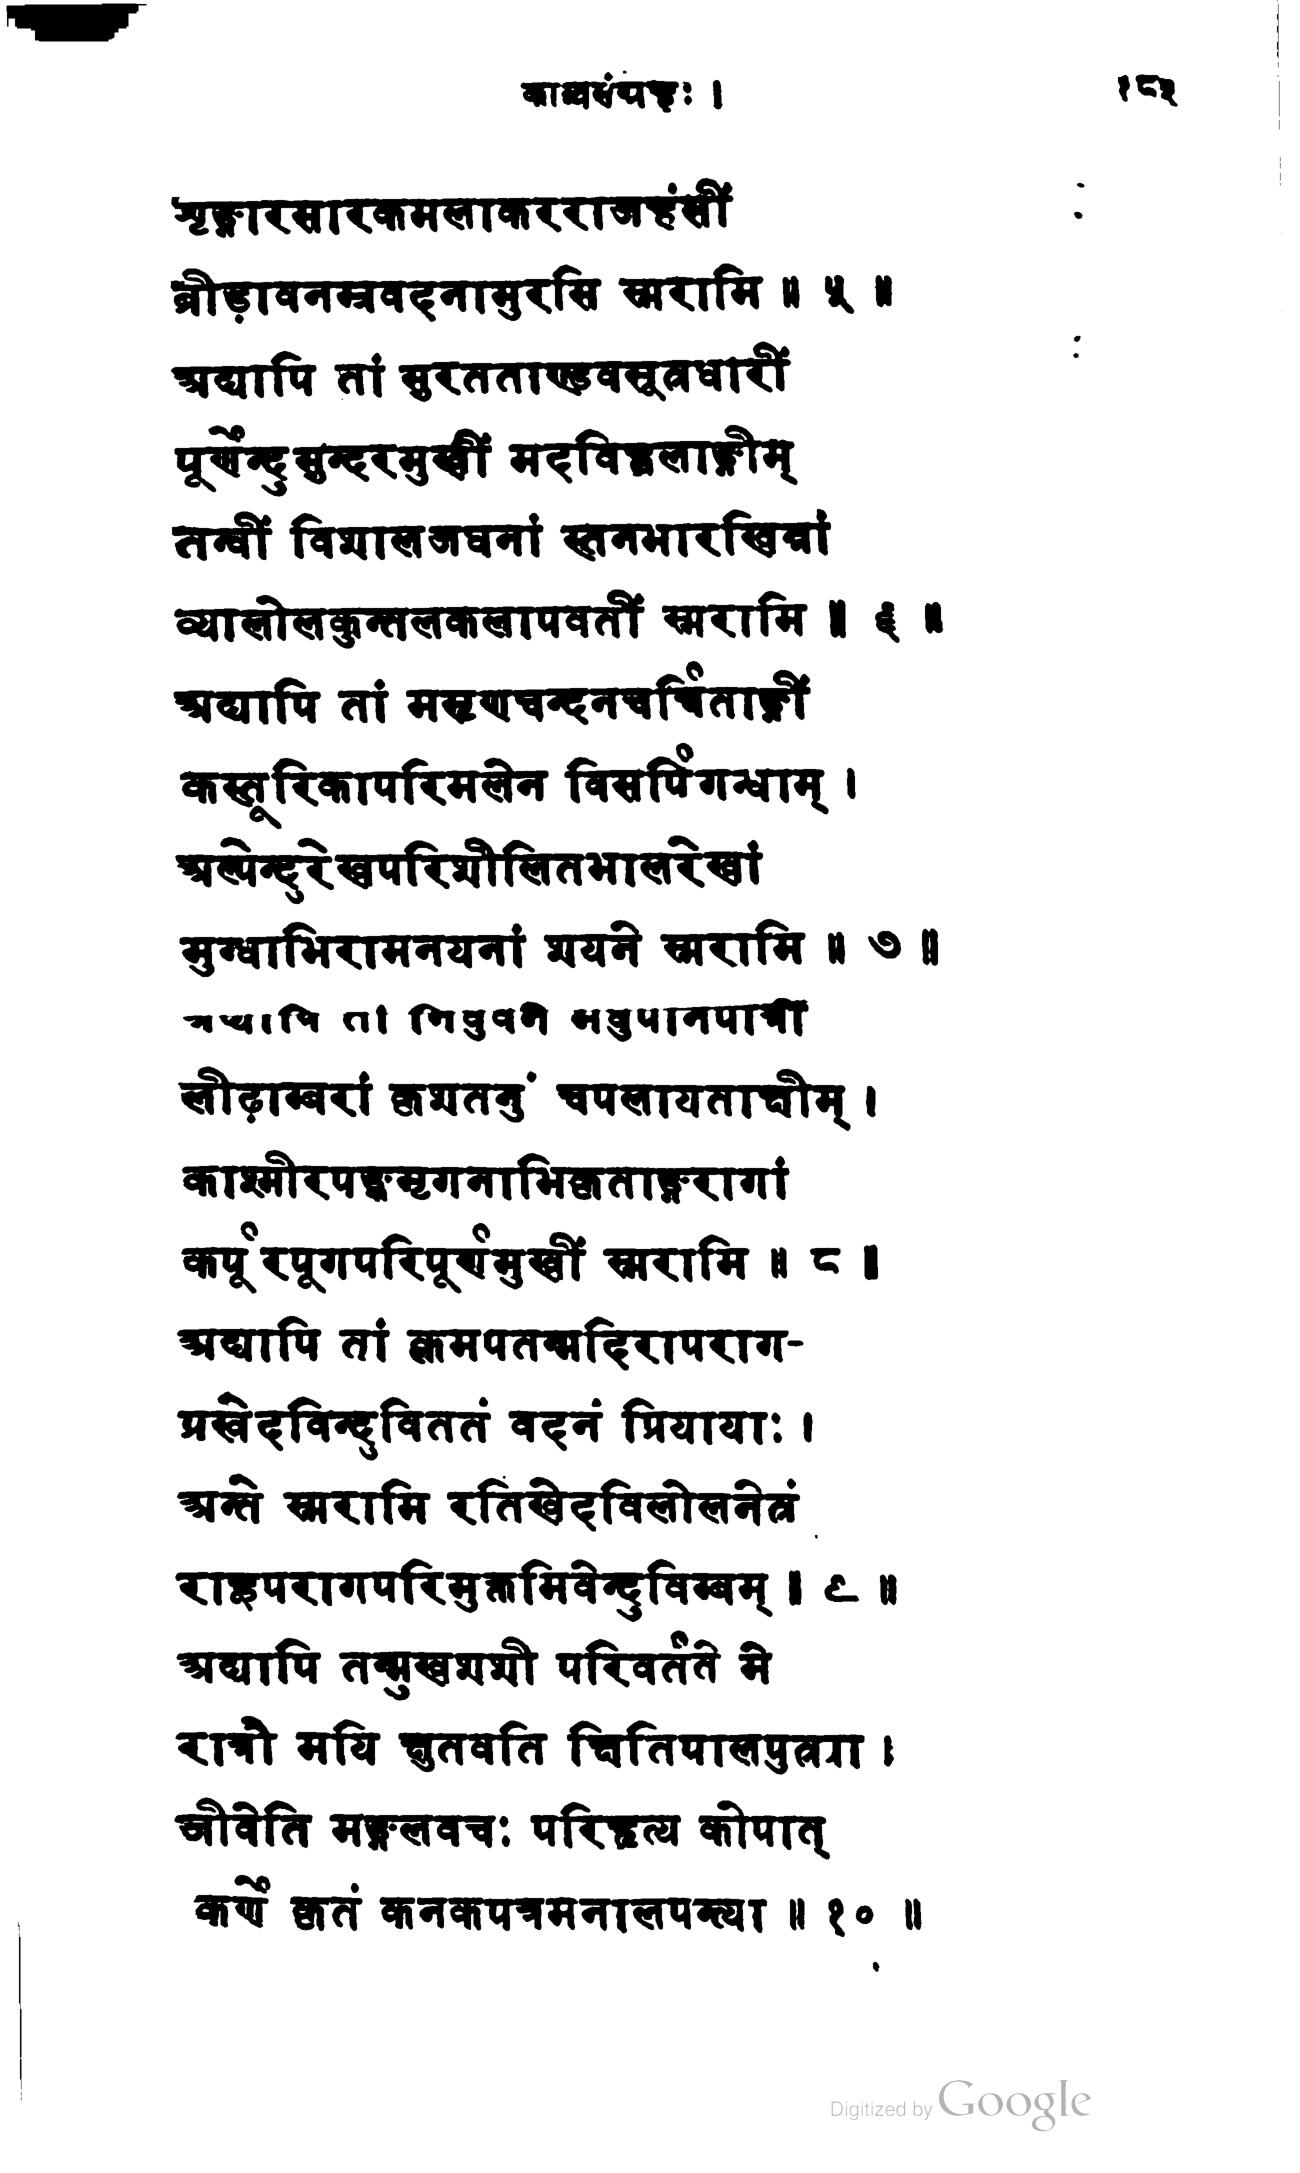 काव्यसंग्रहः । १८५
शृङ्गारसारकमलाकरराजहंसीं
व्रीड़ावनम्रवदनामुरसि स्मरामि ॥ ५ ॥
अद्यापि तां सुरतताण्डवसूत्रधारीं
पूर्णेन्दुसुन्दरमुखीं मदविह्वलाङ्गीम्
तन्वीं विशालजघनां स्तनभारखिन्नां
व्यालोलकुन्तलकलापवतीं स्मरामि ॥ ६ ॥
अद्यापि तां मसृणचन्दनचर्चिताङ्गीं
कस्तूरिकापरिमलेन विसर्पिगन्धाम् ।
अल्पेन्दुरेखपरिशीलितभालरेखां
मुग्धाभिरामनयनां शयने स्मरामि ॥ ७ ॥
अद्यापि तां निधुवने मधुपानपात्रीं
लीढ़ाम्बरां कृशतनुं चपलायताक्षीम् ।
काश्मीरपङ्कमृगनाभिकृताङ्गरागां
कर्पूरपूगपरिपूर्णमुखीं स्मरामि ॥ ८ ॥
अद्यापि तां क्लमपतन्मदिरापराग-
प्रस्वेदविन्दुविततं वदनं प्रियायाः ।
अन्ते स्मरामि रतिखेदविलोलनेत्रं
राहूपरागपरिमुक्तमिवेन्दुविम्बम् ॥ ९ ॥
अद्यापि तन्मुखशशी परिवर्तते मे
रात्रौ मयि क्षुतवति क्षितिपालपुत्र्या ।
जीवेति मङ्गलवचः परिहृत्य कोपात्
कर्णे कृतं कनकपत्रमनालपन्त्या ॥ १० ॥
Digitized by Google